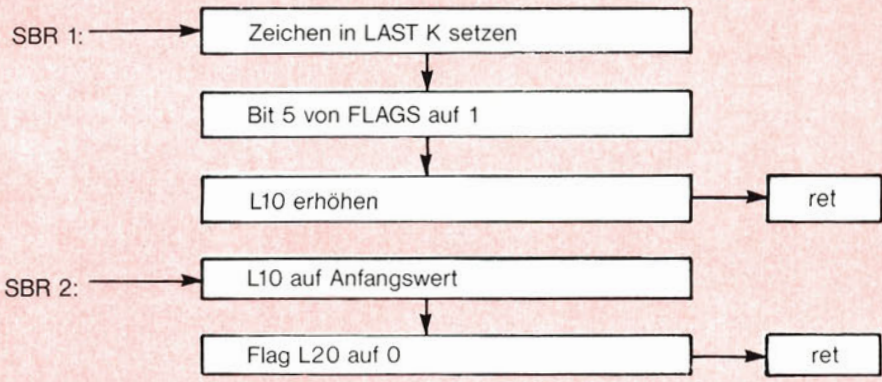 SBR 1:
Zeichen in LAST K setzen
Bit 5 von FLAGS auf 1
L10 erhöhen
ret
SBR 2:
L10 auf Anfangswert
Flag L20 auf 0
ret